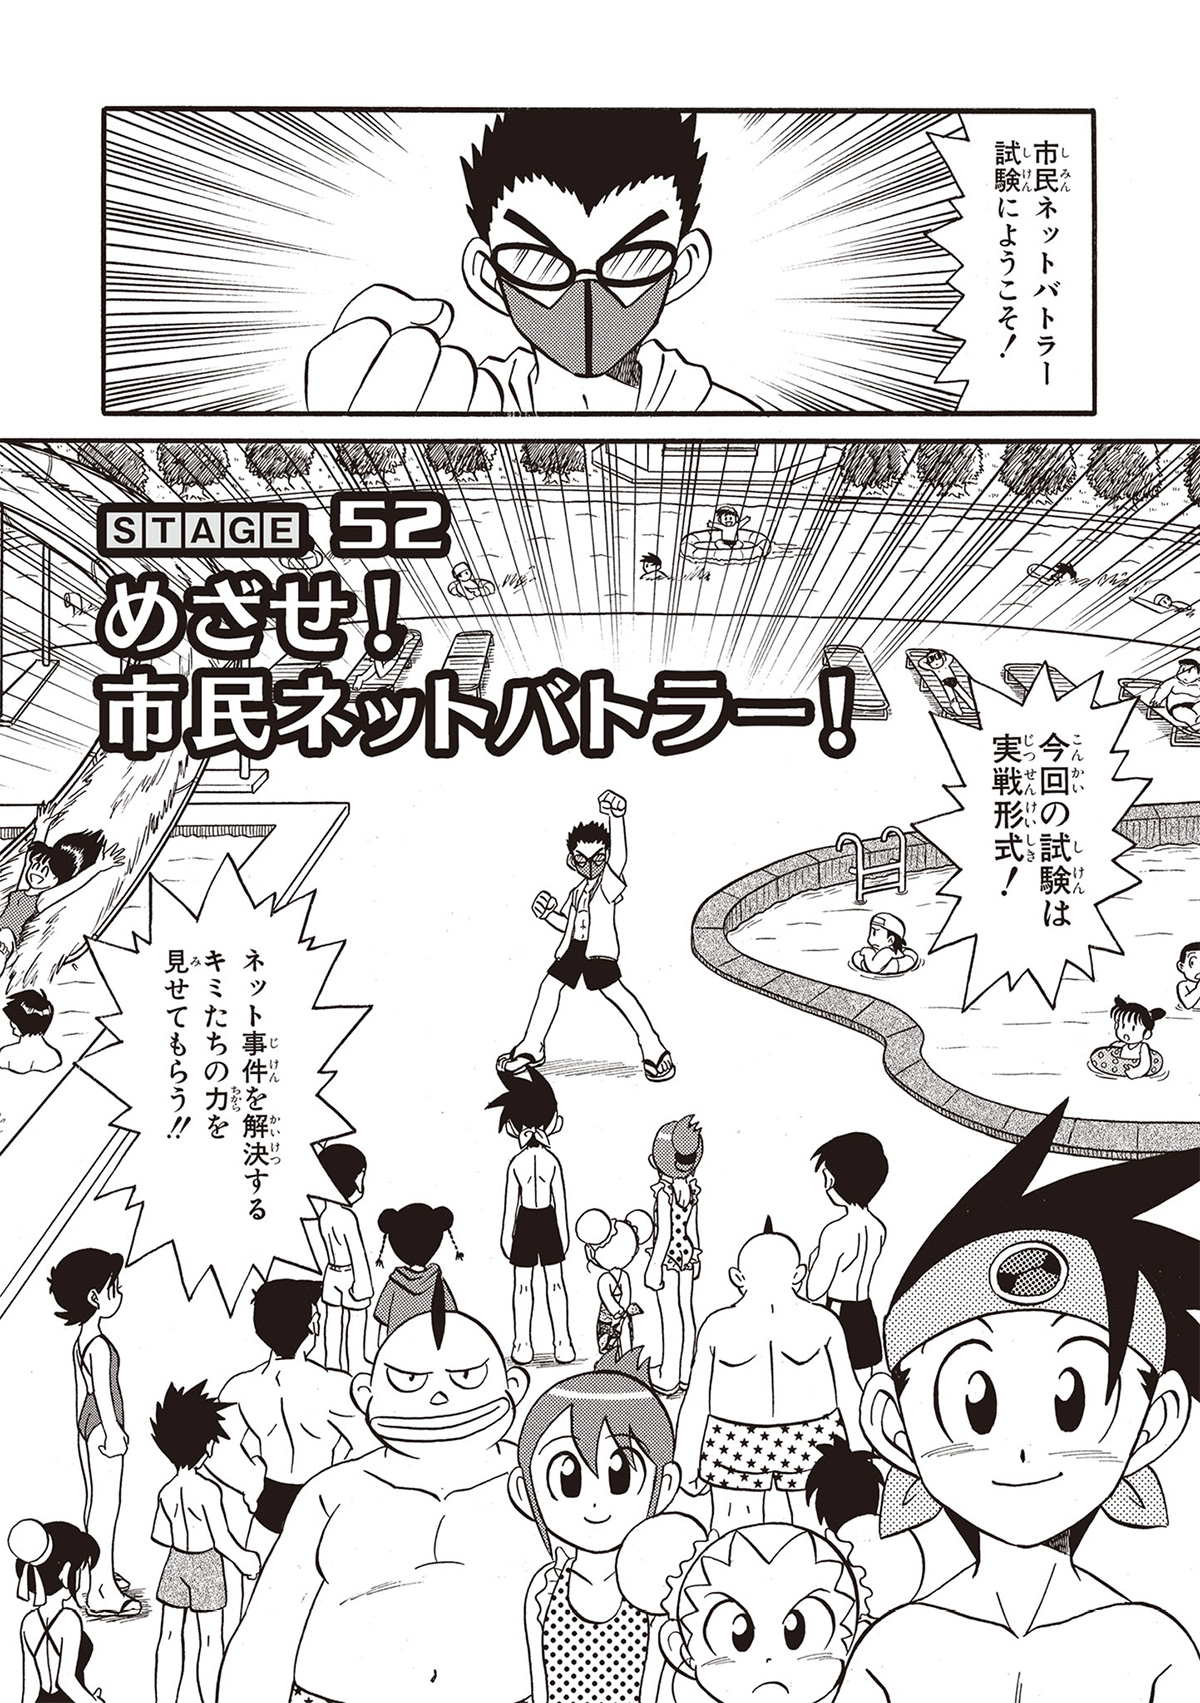 市民ネットバトラー
試験にようこそ！
STAGE 52
めざせ！
市民ネットバトラー！
今回の試験は
実戦形式！
ネット事件を解決する
キミたちの力を
見せてもらう!!